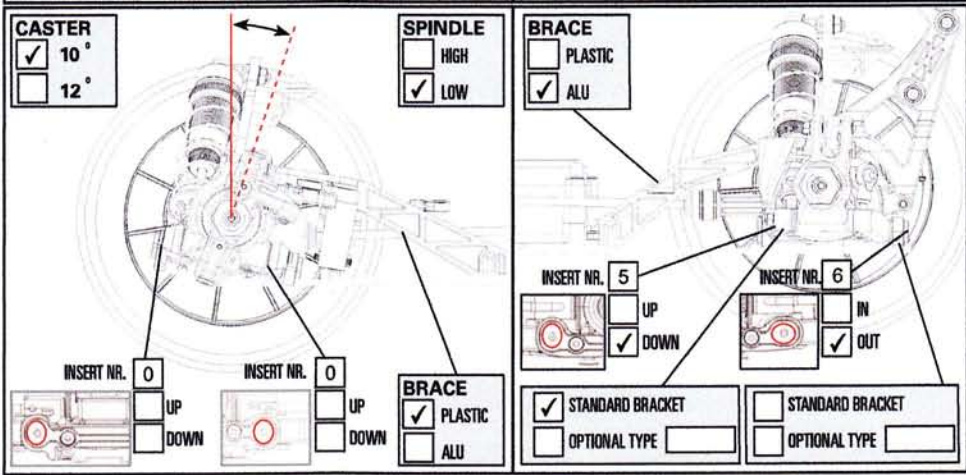 CASTER
✓ 10°
12°
SPINDLE
HIGH
✓ LOW
INSERT NR. 0
UP
DOWN
INSERT NR. 0
UP
DOWN
BRACE
✓ PLASTIC
ALU
BRACE
PLASTIC
✓ ALU
INSERT NR. 5
UP
✓ DOWN
INSERT NR. 6
IN
✓ OUT
✓ STANDARD BRACKET
OPTIONAL TYPE
STANDARD BRACKET
OPTIONAL TYPE